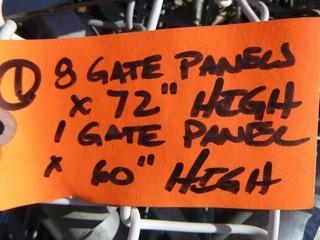 ① 8 GATE PANELS
x 72" HIGH
1 GATE PANEL
x 60" HIGH